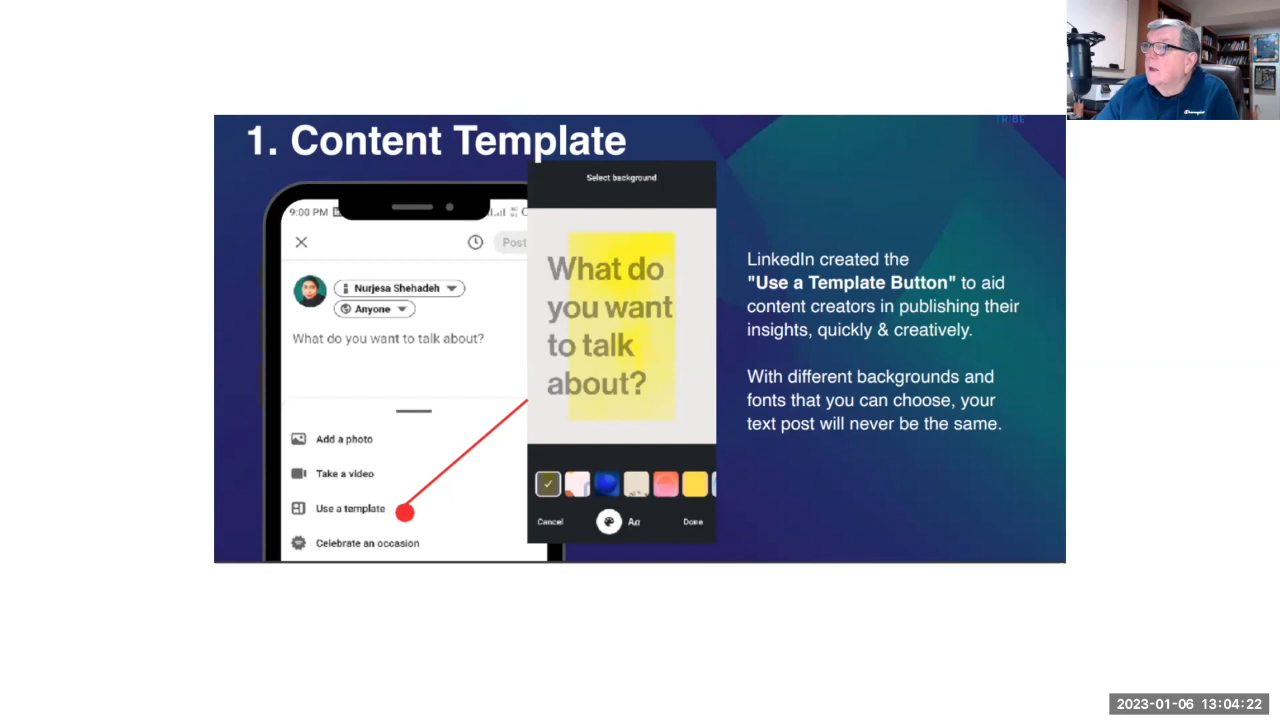 TRIBE
1. Content Template
Select background
9:00 PM
Post
Nurjesa Shehadeh
Anyone
What do you want to talk about?
Add a photo
Take a video
Use a template
Celebrate an occasion
What do
you want
to talk
about?
Cancel
Aa
Done
LinkedIn created the
"Use a Template Button" to aid
content creators in publishing their
insights, quickly & creatively.
With different backgrounds and
fonts that you can choose, your
text post will never be the same.
Champion
2023-01-06 13:04:22